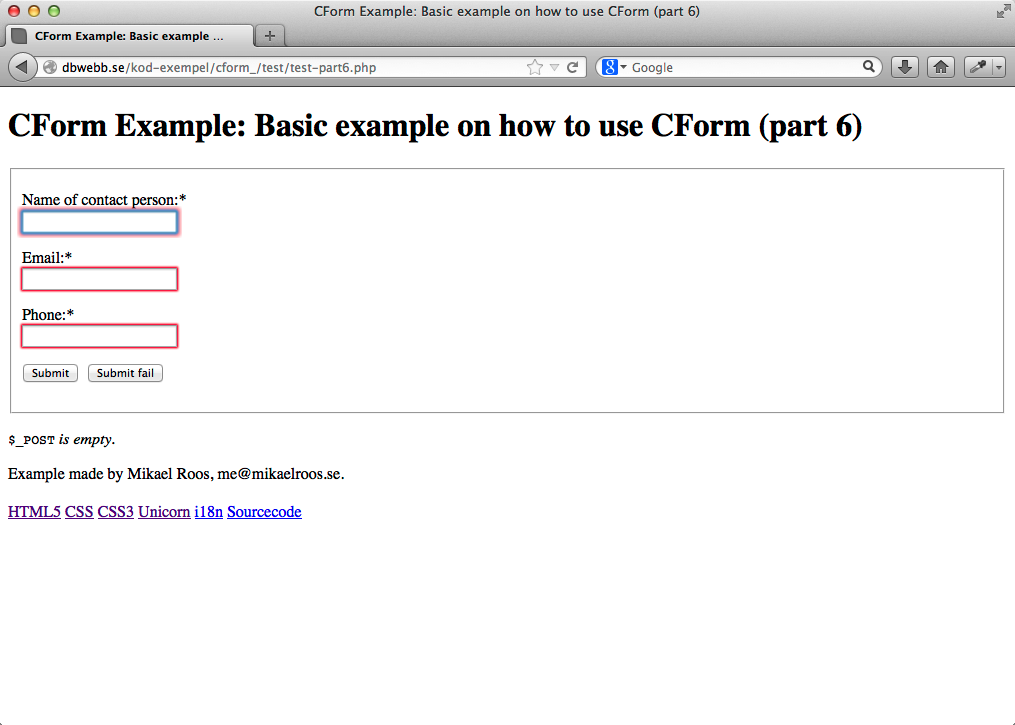 CForm Example: Basic example on how to use CForm (part 6)
CForm Example: Basic example ...
dbwebb.se/kod-exempel/cform_/test/test-part6.php
Google
CForm Example: Basic example on how to use CForm (part 6)
Name of contact person:*
Email:*
Phone:*
Submit Submit fail
$_POST is empty.
Example made by Mikael Roos, me@mikaelroos.se.
HTML5 CSS CSS3 Unicorn i18n Sourcecode